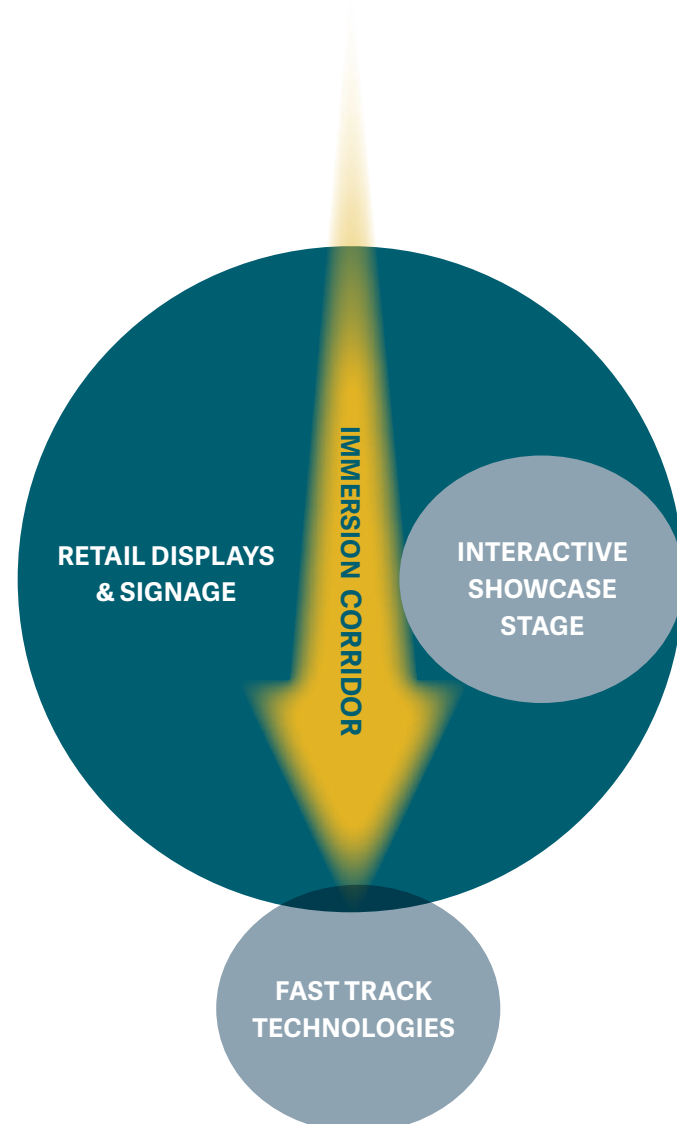 IMMERSION CORRIDOR
RETAIL DISPLAYS
& SIGNAGE
INTERACTIVE
SHOWCASE
STAGE
FAST TRACK
TECHNOLOGIES